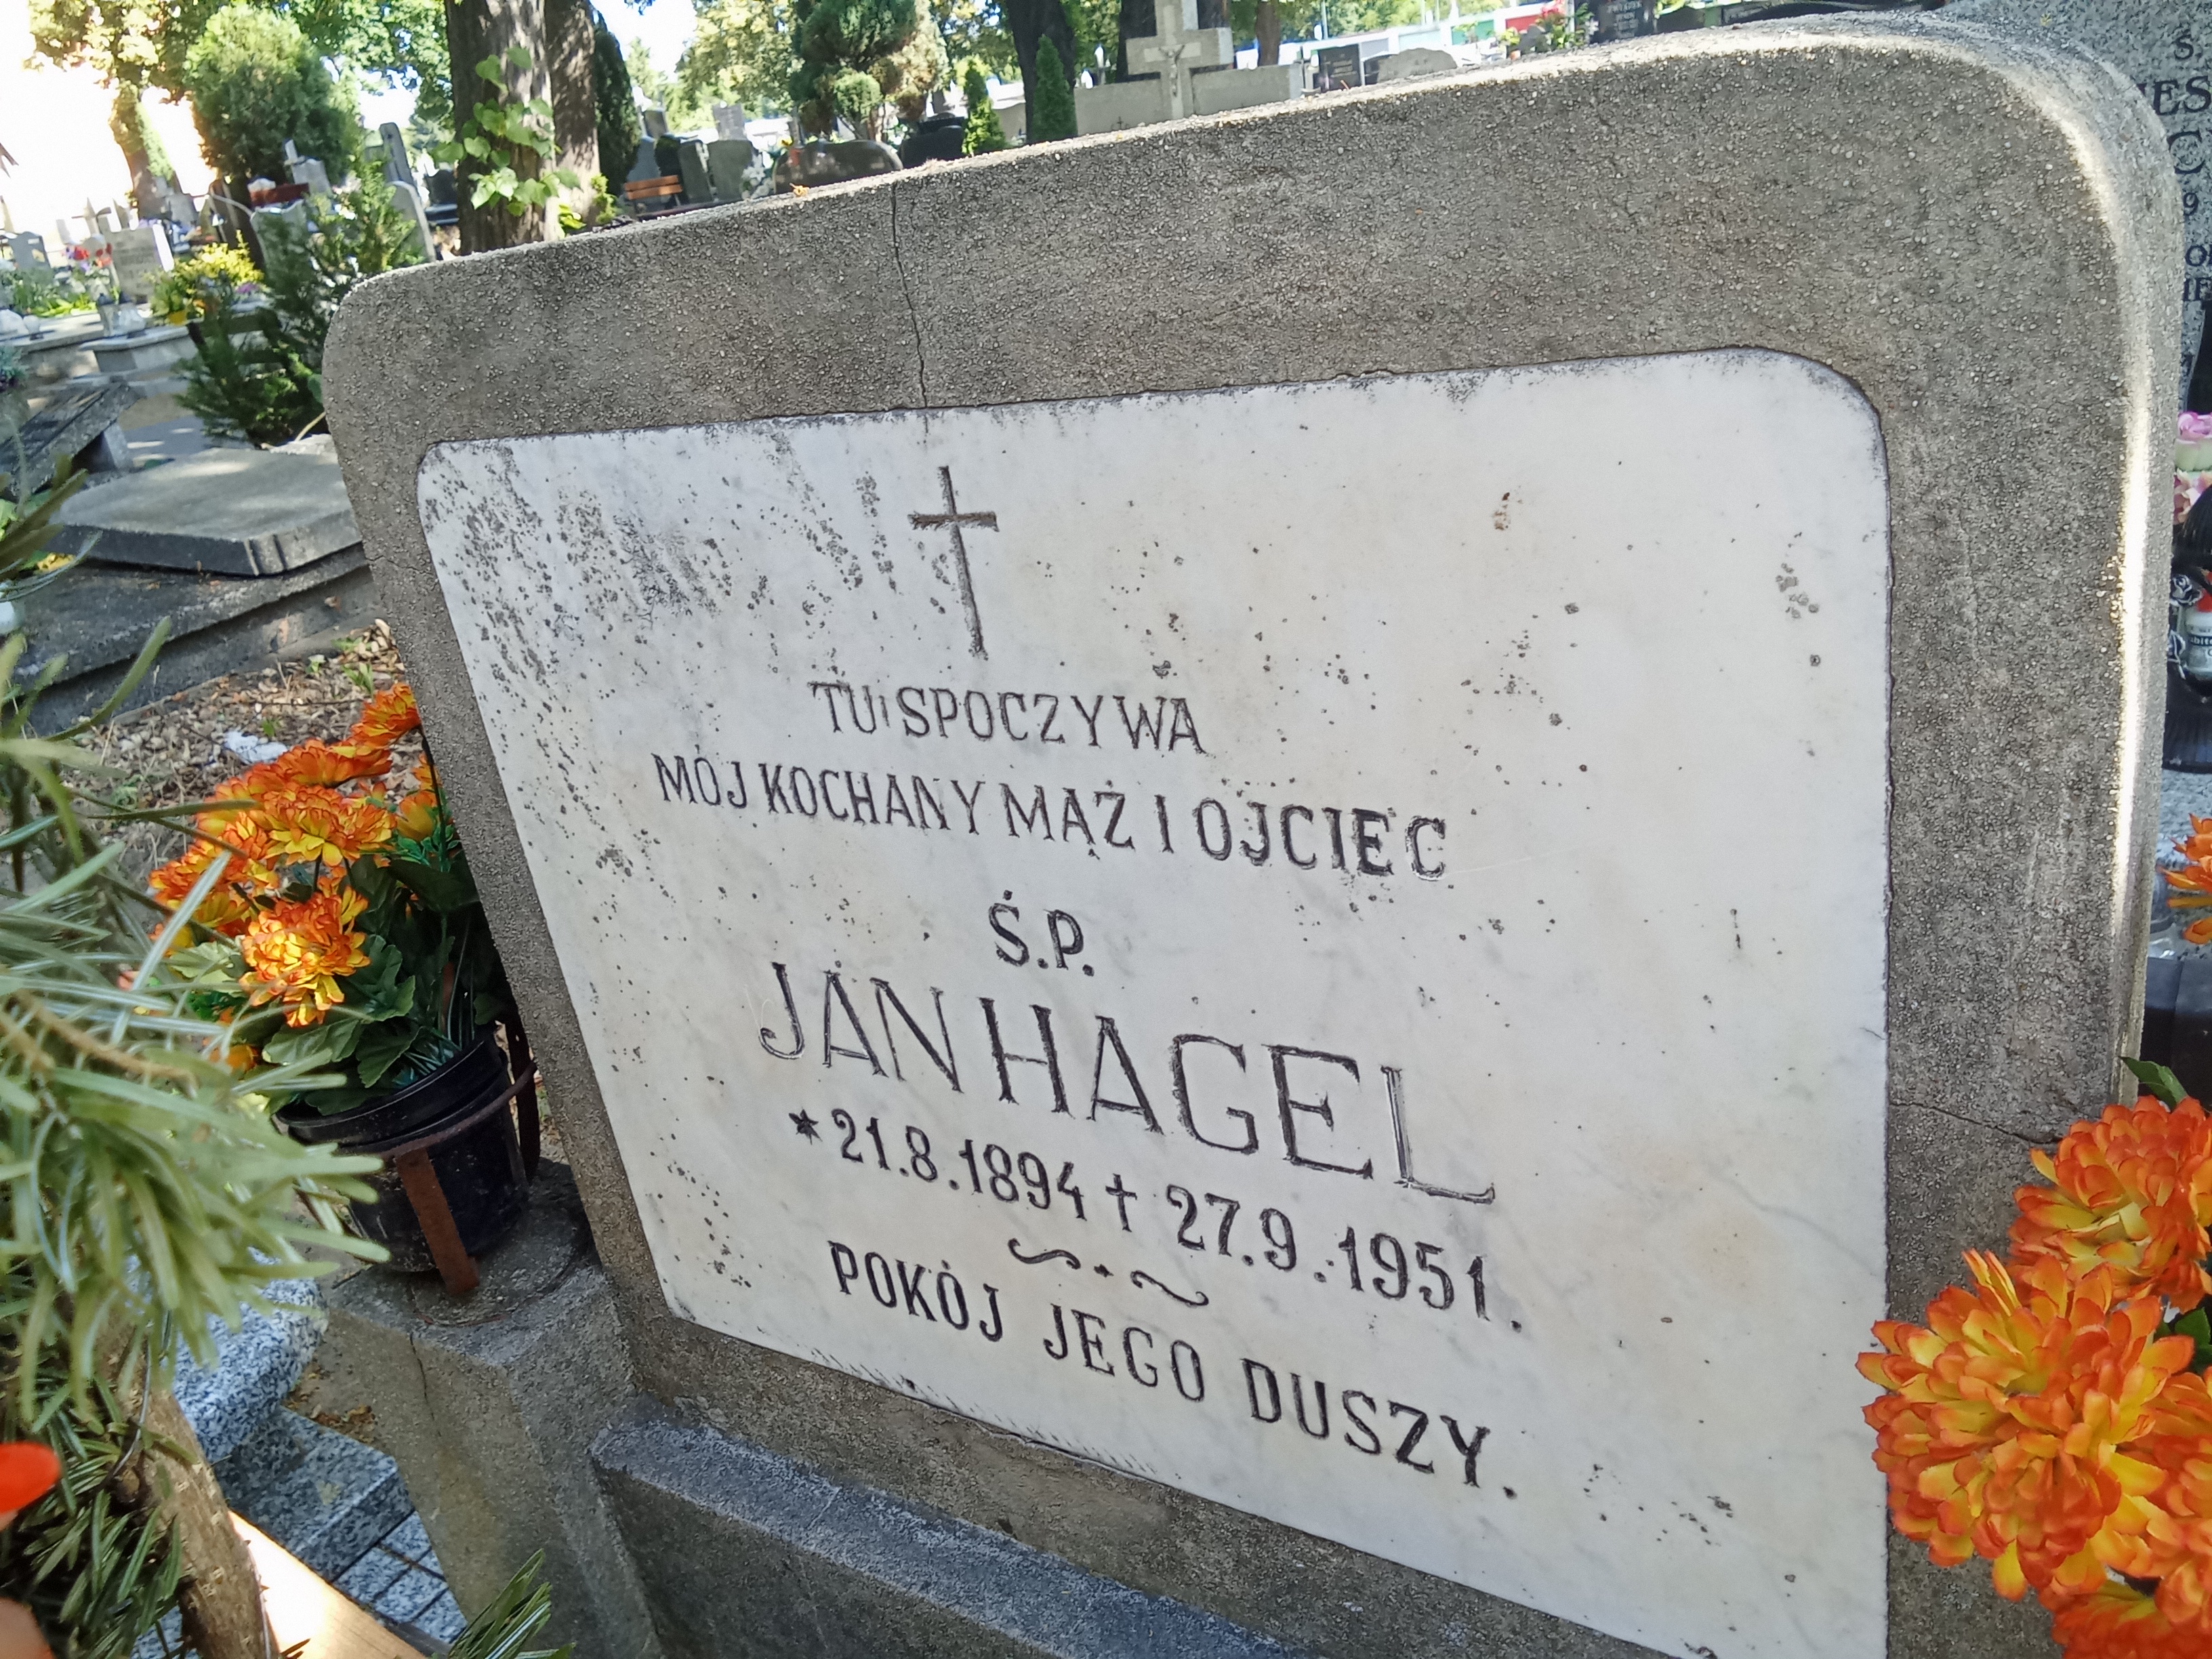 TU SPOCZYWA
MÓJ KOCHANY MĄŻ I OJCIEC
Ś.P.
JAN HAGEL
* 21.8.1894 † 27.9.1951.
POKÓJ JEGO DUSZY.